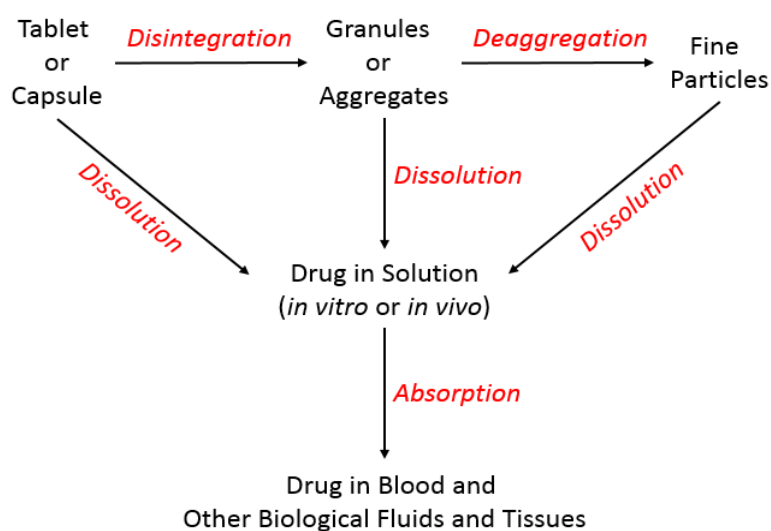 Tablet
or
Capsule
Disintegration
Granules
or
Aggregates
Deaggregation
Fine
Particles
Dissolution
Dissolution
Dissolution
Drug in Solution
(in vitro or in vivo)
Absorption
Drug in Blood and
Other Biological Fluids and Tissues